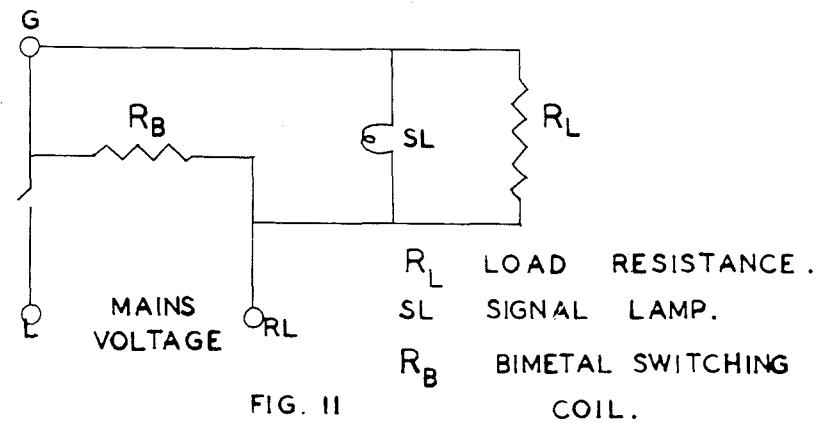 G
R_B
SL
R_L
R_L LOAD RESISTANCE.
SL SIGNAL LAMP.
R_B BIMETAL SWITCHING
COIL.
L
MAINS
VOLTAGE
RL
FIG. 11